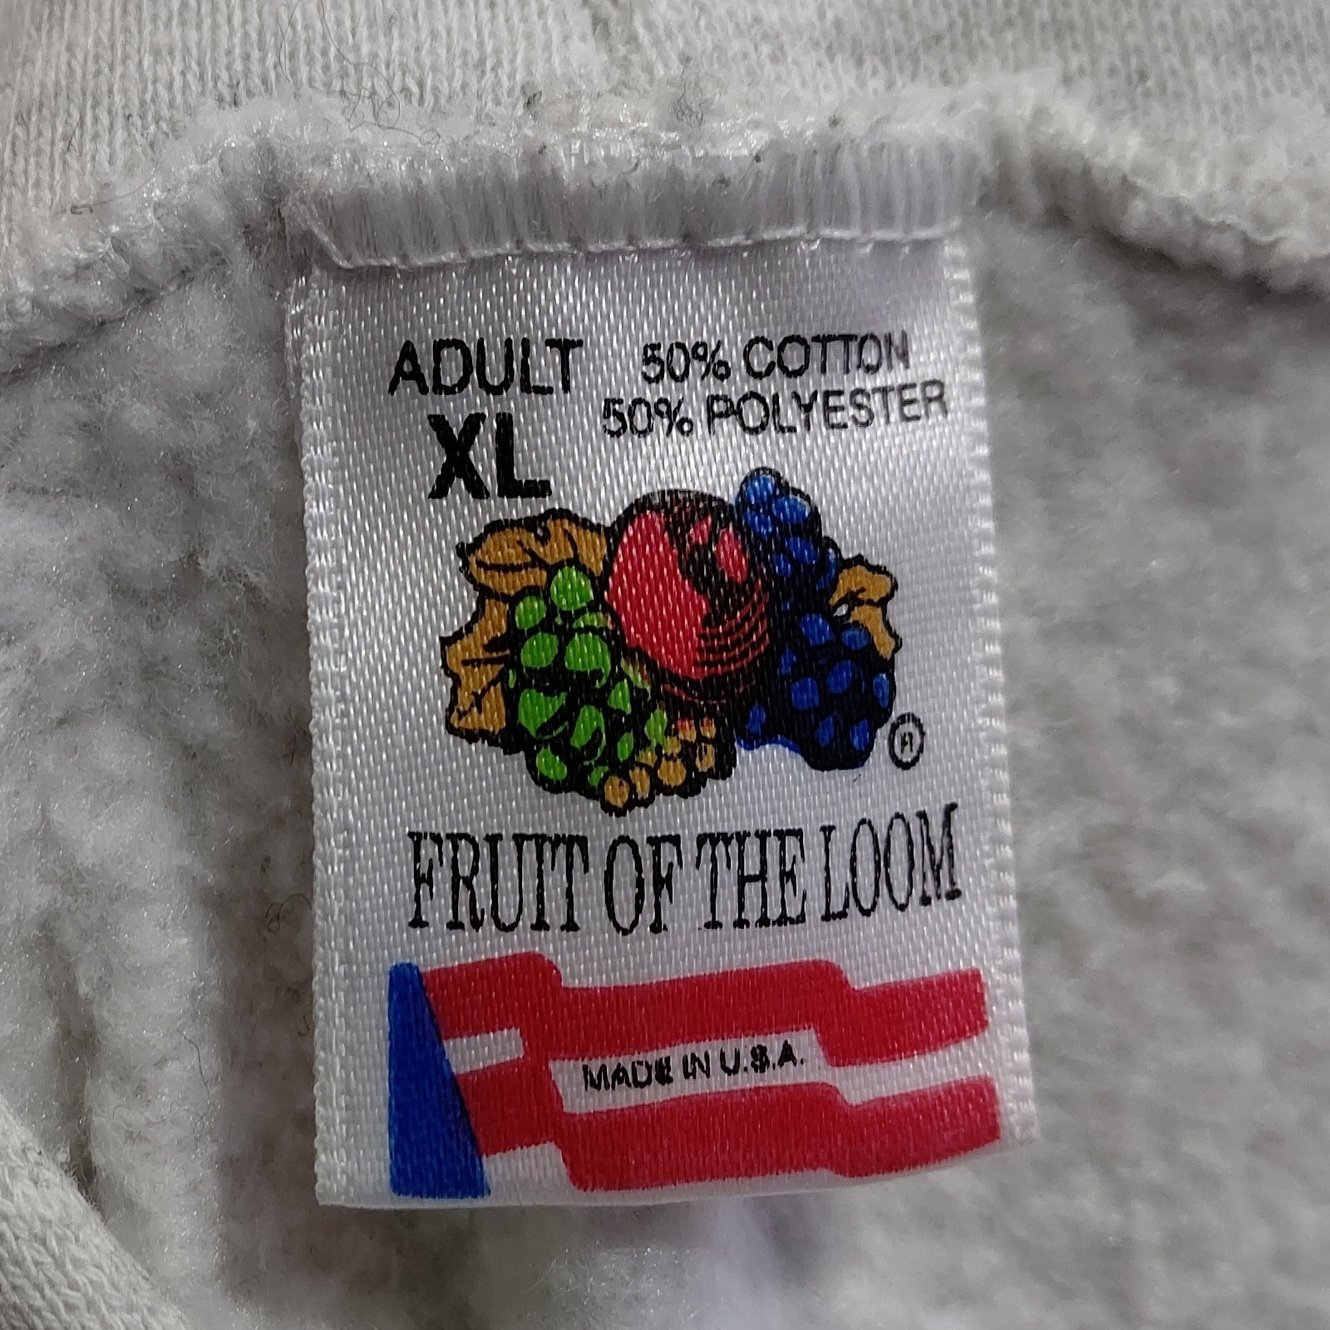 ADULT
XL
50% COTTON
50% POLYESTER
®
FRUIT OF THE LOOM
MADE IN U.S.A.